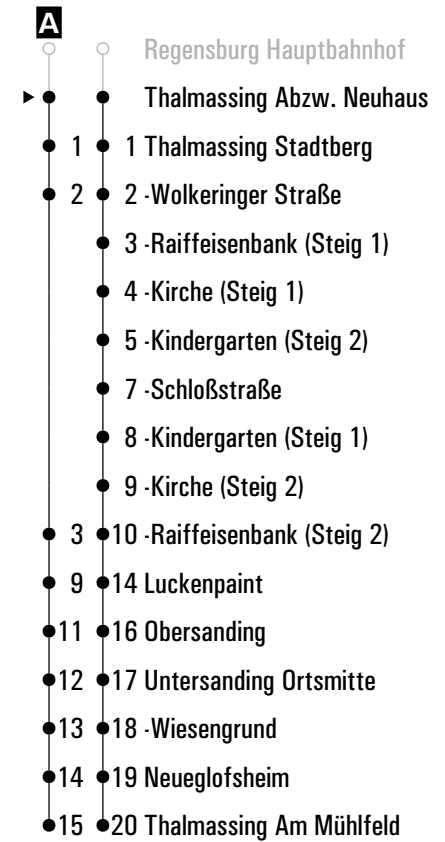 A
Regensburg Hauptbahnhof
Thalmassing Abzw. Neuhaus
1 1 Thalmassing Stadtberg
2 2 -Wolkeringer Straße
3 -Raiffeisenbank (Steig 1)
4 -Kirche (Steig 1)
5 -Kindergarten (Steig 2)
7 -Schloßstraße
8 -Kindergarten (Steig 1)
9 -Kirche (Steig 2)
3 10 -Raiffeisenbank (Steig 2)
9 14 Luckenpaint
11 16 Obersanding
12 17 Untersanding Ortsmitte
13 18 -Wiesengrund
14 19 Neueglofsheim
15 20 Thalmassing Am Mühlfeld